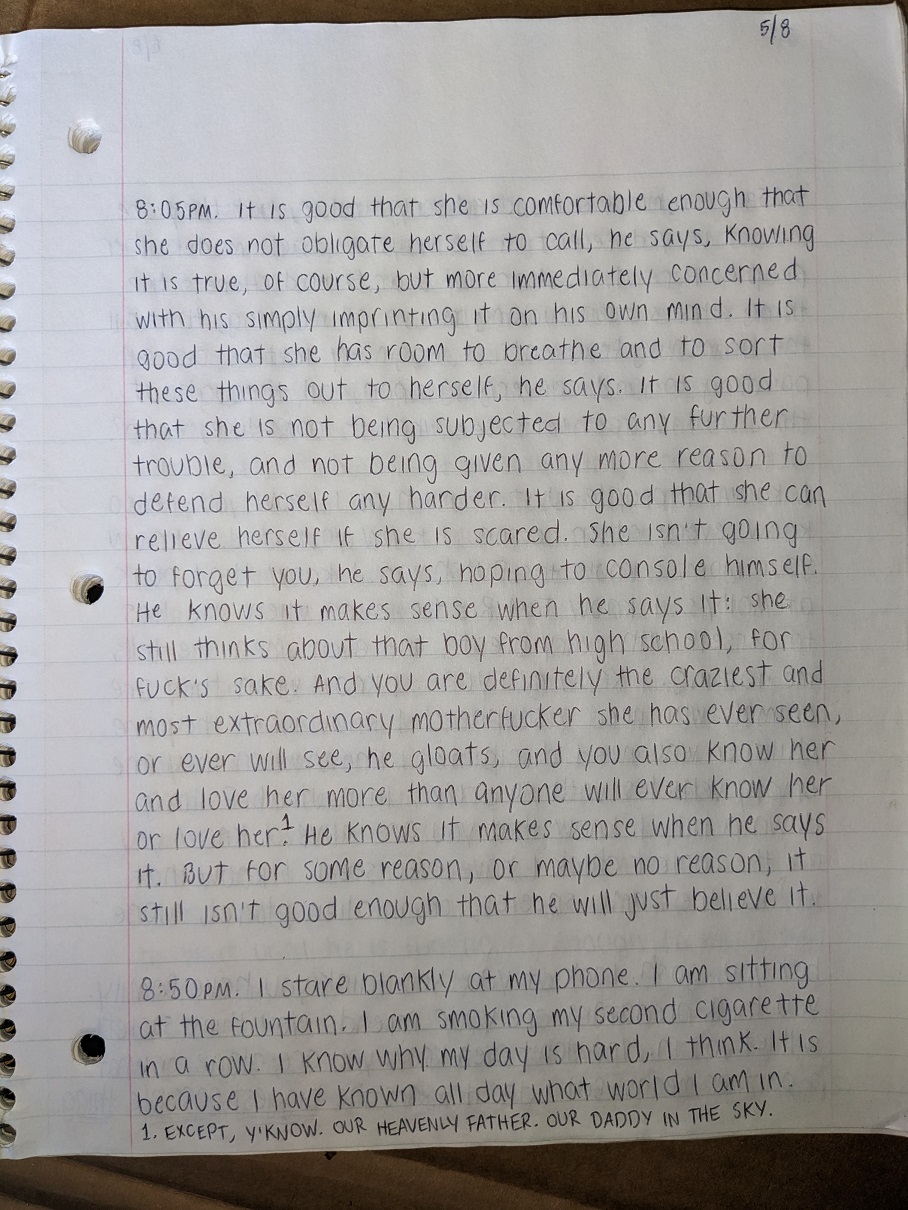 5/8
8:05PM. It is good that she is comfortable enough that
she does not obligate herself to call, he says, knowing
it is true, of course, but more immediately concerned
with his simply imprinting it on his own mind. It is
good that she has room to breathe and to sort
these things out to herself, he says. It is good
that she is not being subjected to any further
trouble, and not being given any more reason to
defend herself any harder. It is good that she can
relieve herself if she is scared. She isn't going
to forget you, he says, hoping to console himself.
He knows it makes sense when he says it: she
still thinks about that boy from high school, for
fuck's sake. And you are definitely the craziest and
most extraordinary motherfucker she has ever seen,
or ever will see, he gloats, and you also know her
and love her more than anyone will ever know her
or love her.¹ He knows it makes sense when he says
it. But for some reason, or maybe no reason, it
still isn't good enough that he will just believe it.
8:50PM. I stare blankly at my phone. I am sitting
at the fountain. I am smoking my second cigarette
in a row. I know why my day is hard, I think. It is
because I have known all day what world I am in.
1. EXCEPT, Y'KNOW. OUR HEAVENLY FATHER. OUR DADDY IN THE SKY.